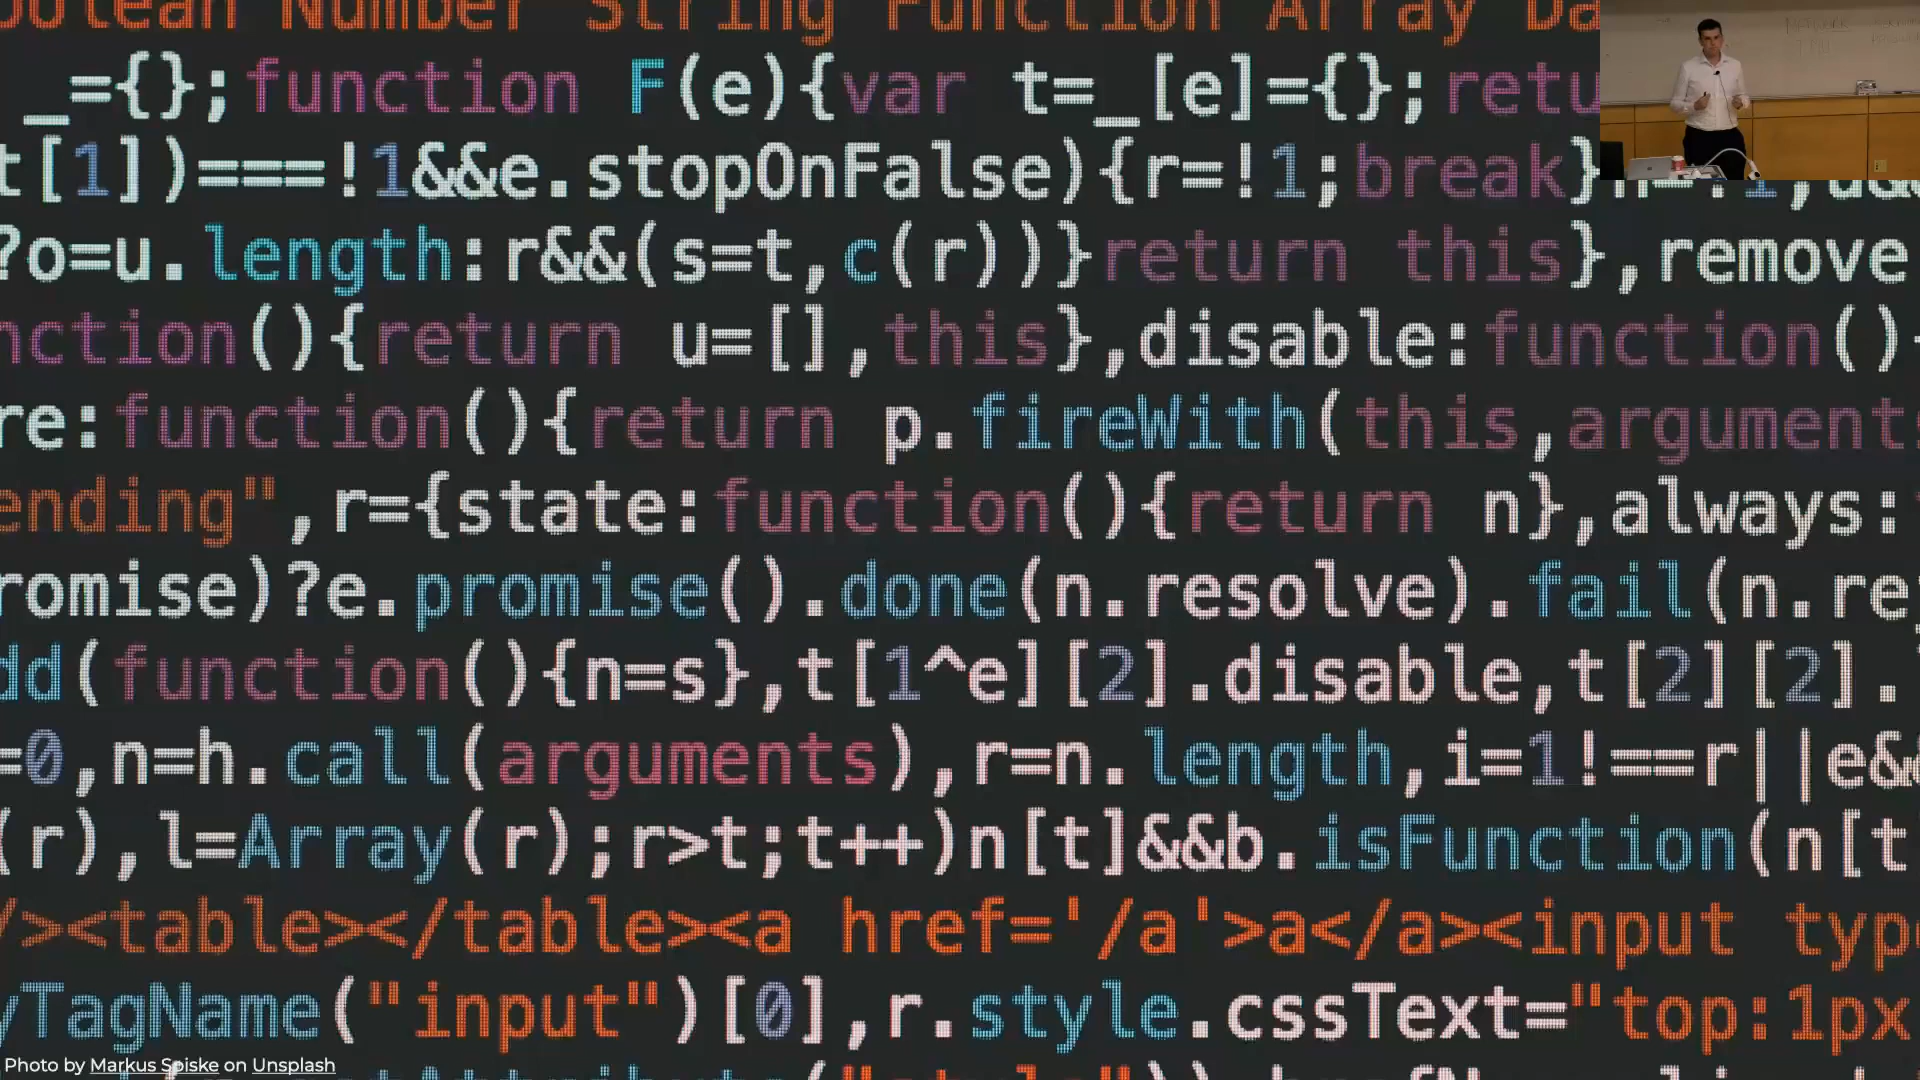 oolean Number String Function Array Da
_={};function F(e){var t=_[e]={};retu
t[1])===!1&&e.stopOnFalse){r=!1;break}n=!1,u&&
?o=u.length:r&&(s=t,c(r))}return this},remove
nction(){return u=[],this},disable:function()
re:function(){return p.fireWith(this,arguments
ending",r={state:function(){return n},always:
romise)?e.promise().done(n.resolve).fail(n.re
dd(function(){n=s},t[1^e][2].disable,t[2][2].
=0,n=h.call(arguments),r=n.length,i=1!==r||e&&
(r),l=Array(r);r>t;t++)n[t]&&b.isFunction(n[t
/><table></table><a href='/a'>a</a><input type
yTagName("input")[0],r.style.cssText="top:1px
Photo by Markus Spiske on Unsplash